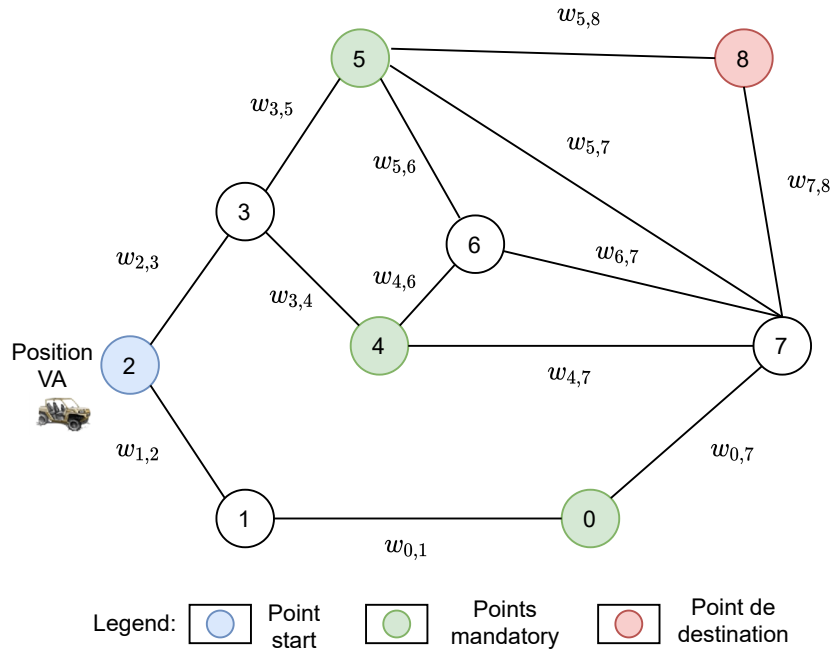 w5,8
5
8
w3,5
w5,7
w5,6
w7,8
3
6
w2,3
w6,7
w4,6
w3,4
Position
VA
2
4
7
w4,7
w1,2
w0,7
1
0
w0,1
Legend:
Point
start
Points
mandatory
Point de
destination